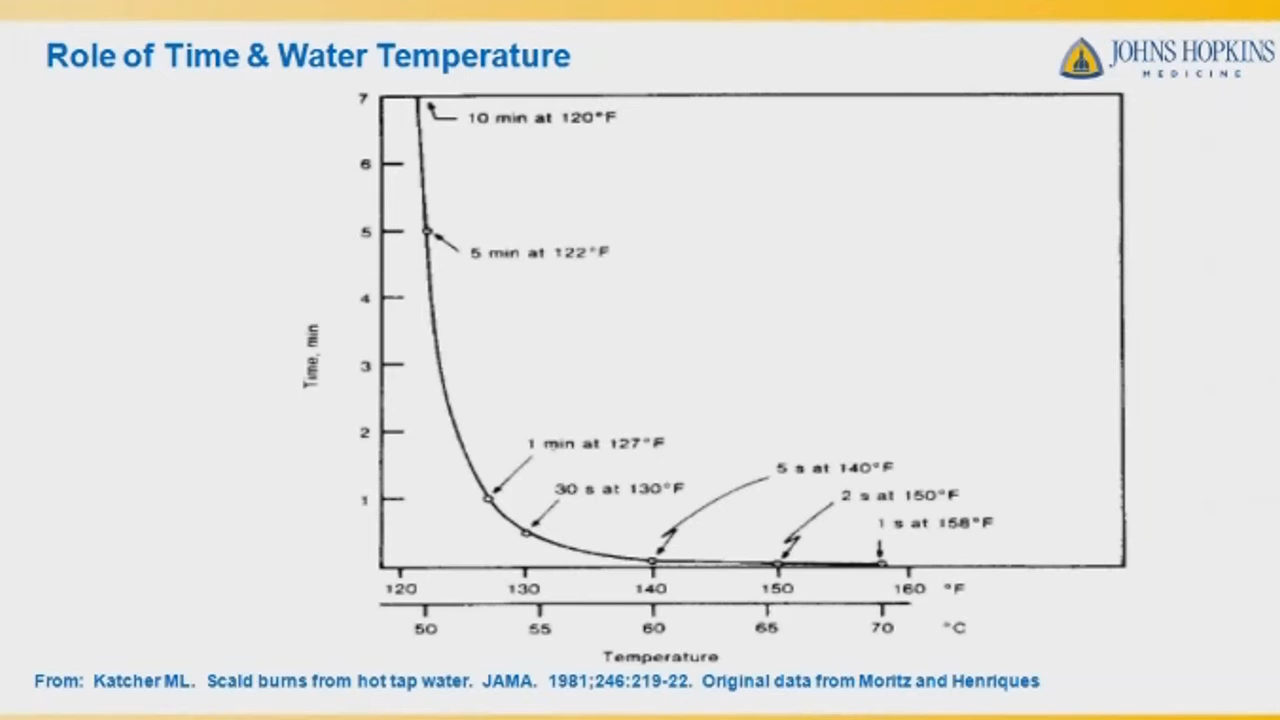 Role of Time & Water Temperature
JOHNS HOPKINS
MEDICINE
7
10 min at 120°F
6
5
5 min at 122°F
4
Time, min
3
2
1 min at 127°F
5 s at 140°F
30 s at 130°F
2 s at 150°F
1
1 s at 158°F
120 130 140 150 160 °F
50 55 60 65 70 °C
Temperature
From: Katcher ML. Scald burns from hot tap water. JAMA. 1981;246:219-22. Original data from Moritz and Henriques